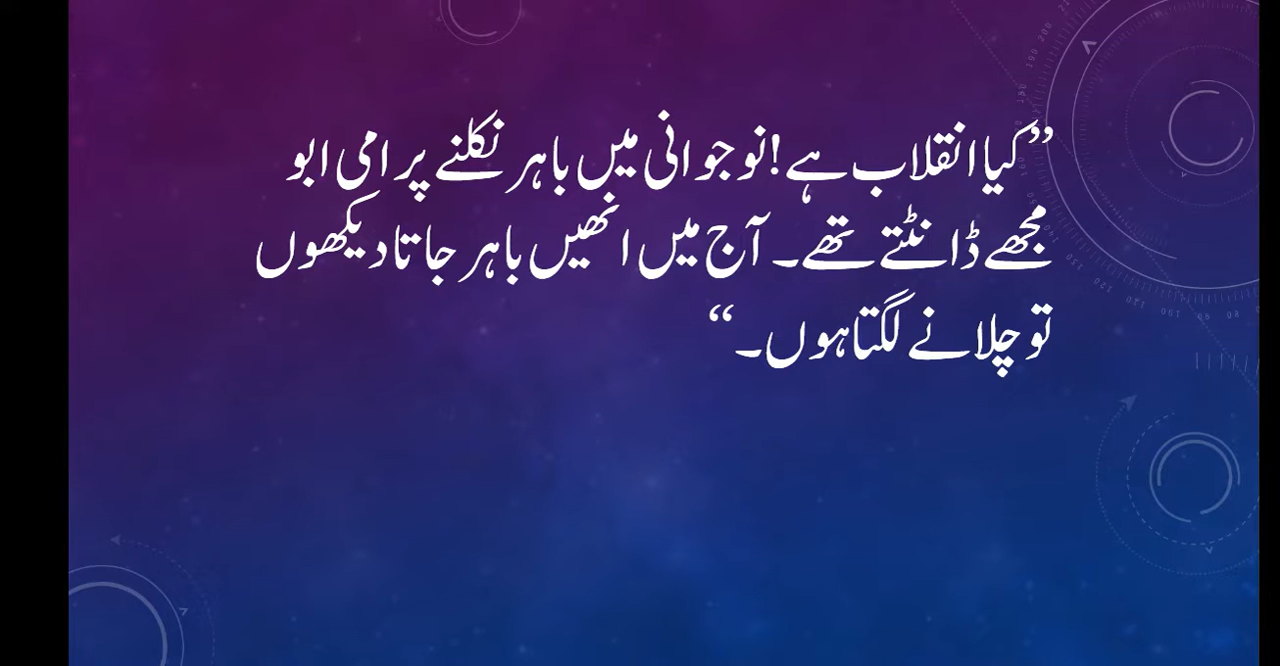 ”کیا انقلاب ہے! نوجوانی میں باہر نکلنے پر امی ابو
مجھے ڈانٹتے تھے۔ آج میں انھیں باہر جاتا دیکھوں
تو چلانے لگتا ہوں۔“